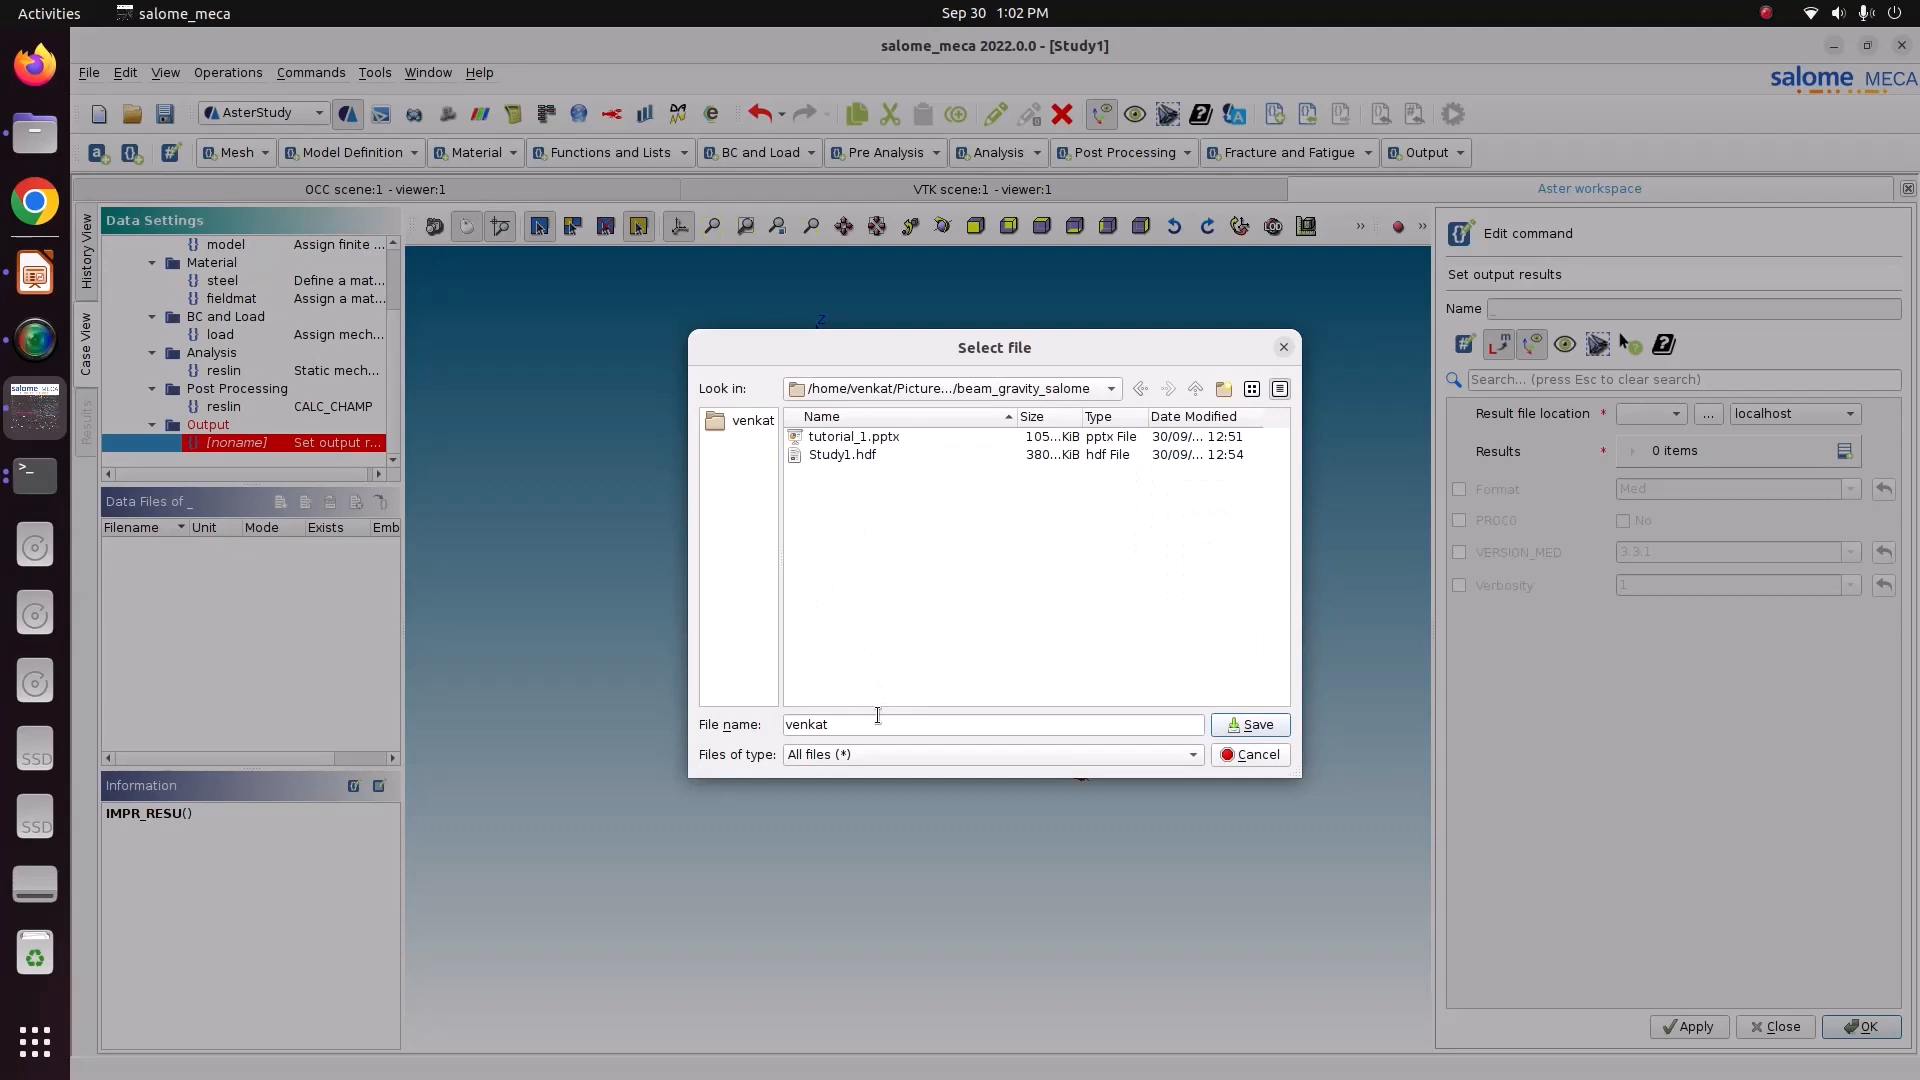 Activities
salome_meca
Sep 30 1:02 PM
salome_meca 2022.0.0 - [Study1]
File Edit View Operations Commands Tools Window Help
salome MECA
AsterStudy
Mesh Model Definition Material Functions and Lists BC and Load Pre Analysis Analysis Post Processing Fracture and Fatigue Output
OCC scene:1 - viewer:1 VTK scene:1 - viewer:1 Aster workspace
History View
Case View
Results
Data Settings
model Assign finite ...
Material
steel Define a mat...
fieldmat Assign a mat...
BC and Load
load Assign mech...
Analysis
reslin Static mech...
Post Processing
reslin CALC_CHAMP
Output
[noname] Set output r...
Data Files of _
Filename Unit Mode Exists Emb
Information
IMPR_RESU()
Z
Select file
Look in: /home/venkat/Picture.../beam_gravity_salome
venkat
Name Size Type Date Modified
tutorial_1.pptx 105...KiB pptx File 30/09/... 12:51
Study1.hdf 380...KiB hdf File 30/09/... 12:54
File name: venkat Save
Files of type: All files (*) Cancel
Edit command
Set output results
Name _
Search... (press Esc to clear search)
Result file location * ... localhost
Results * 0 items
Format Med
PROC0 No
VERSION_MED 3.3.1
Verbosity 1
Apply Close OK
SSD
SSD